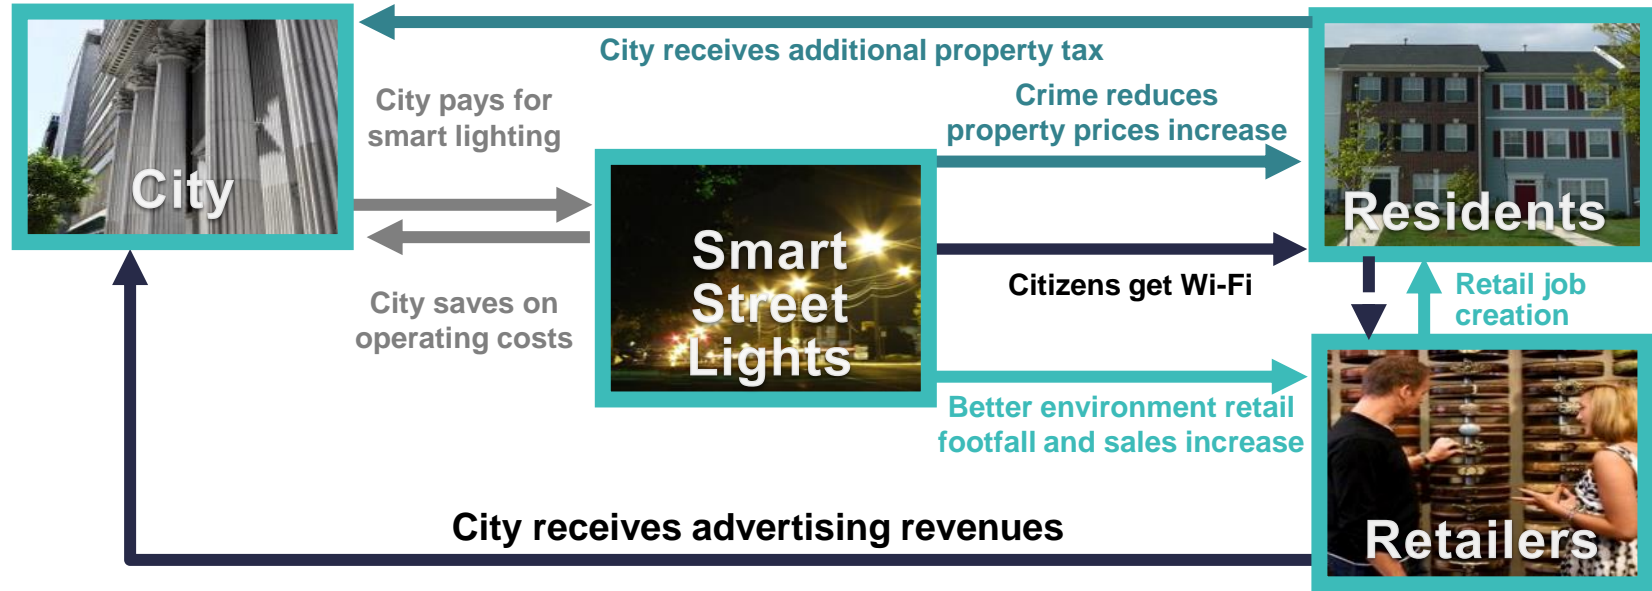 City receives additional property tax
City pays for
smart lighting
Crime reduces
property prices increase
City
Residents
Smart
Street
Lights
City saves on
operating costs
Citizens get Wi-Fi
Retail job
creation
Better environment retail
footfall and sales increase
City receives advertising revenues
Retailers